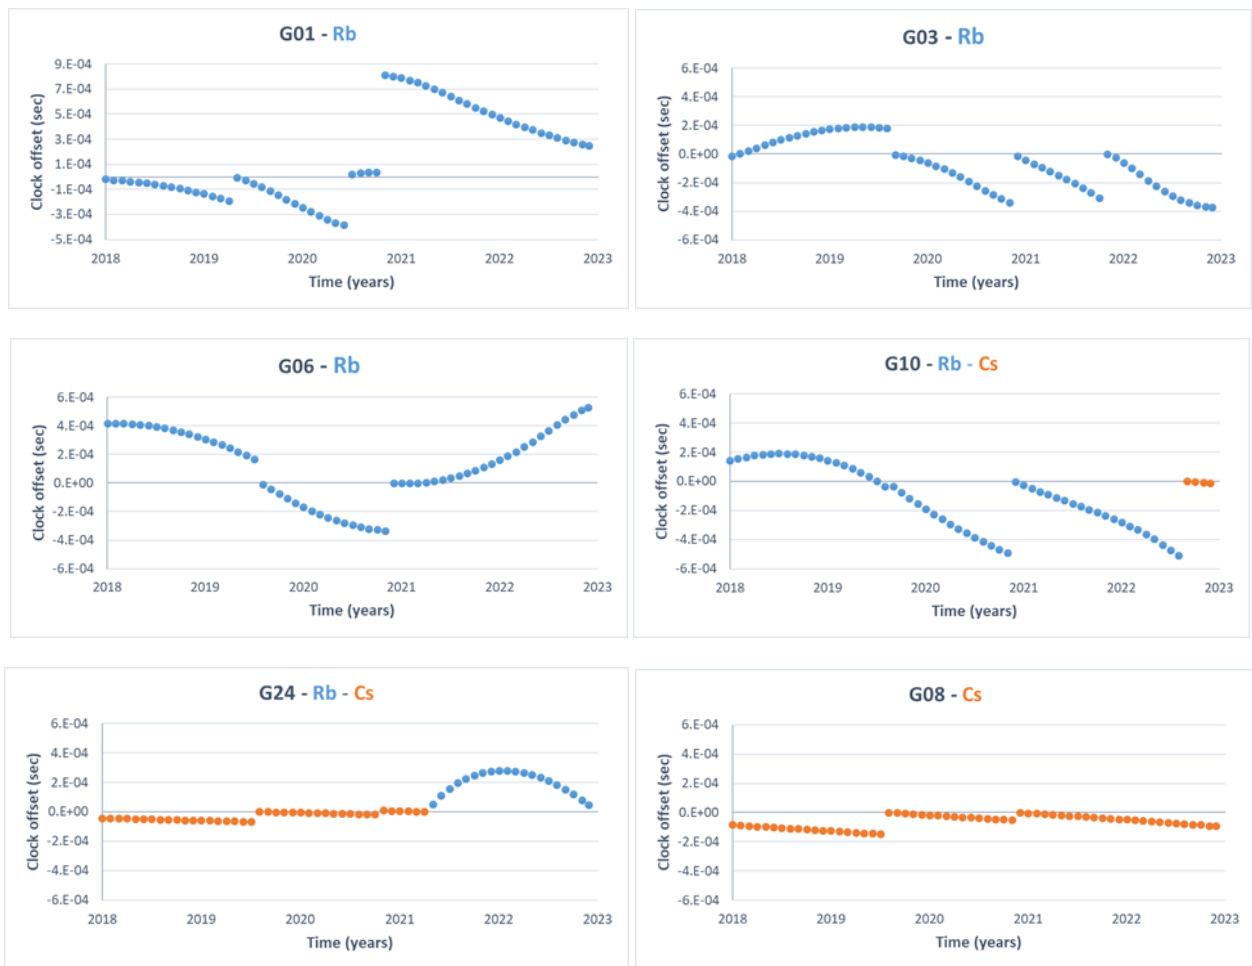 G01 - Rb
Clock offset (sec)
9.E-04
7.E-04
5.E-04
3.E-04
1.E-04
-1.E-04
-3.E-04
-5.E-04
2018 2019 2020 2021 2022 2023
Time (years)
G03 - Rb
Clock offset (sec)
6.E-04
4.E-04
2.E-04
0.E+00
-2.E-04
-4.E-04
-6.E-04
2018 2019 2020 2021 2022 2023
Time (years)
G06 - Rb
Clock offset (sec)
6.E-04
4.E-04
2.E-04
0.E+00
-2.E-04
-4.E-04
-6.E-04
2018 2019 2020 2021 2022 2023
Time (years)
G10 - Rb - Cs
Clock offset (sec)
6.E-04
4.E-04
2.E-04
0.E+00
-2.E-04
-4.E-04
-6.E-04
2018 2019 2020 2021 2022 2023
Time (years)
G24 - Rb - Cs
Clock offset (sec)
6.E-04
4.E-04
2.E-04
0.E+00
-2.E-04
-4.E-04
-6.E-04
2018 2019 2020 2021 2022 2023
Time (years)
G08 - Cs
Clock offset (sec)
6.E-04
4.E-04
2.E-04
0.E+00
-2.E-04
-4.E-04
-6.E-04
2018 2019 2020 2021 2022 2023
Time (years)